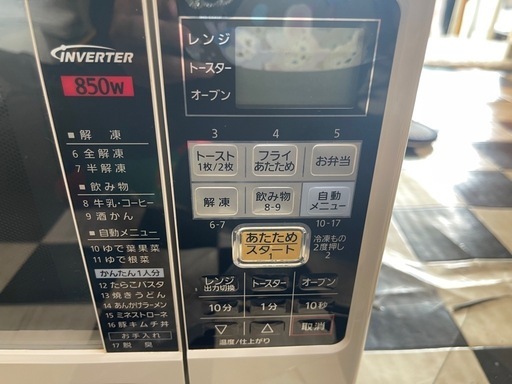 INVERTER
850W
解凍
6 全解凍
7 半解凍
飲み物
8 牛乳・コーヒー
9 酒かん
自動メニュー
10 ゆで葉菜
11 ゆで根菜
かんたん1人分
12 たらこパスタ
13 焼きうどん
14 あんかけラーメン
15 ミネストローネ
16 豚キムチ丼
お手入れ
17 脱臭
レンジ
トースター
オーブン
3 4 5
トースト
1枚/2枚
フライ
あたため
お弁当
解凍
飲み物
8-9
自動
メニュー
6-7
10-17
あたため
スタート
1
冷凍もの
2度押し
2
レンジ
出力切換
トースター
オーブン
10分
1分
10秒
▽
△
取消
温度/仕上がり